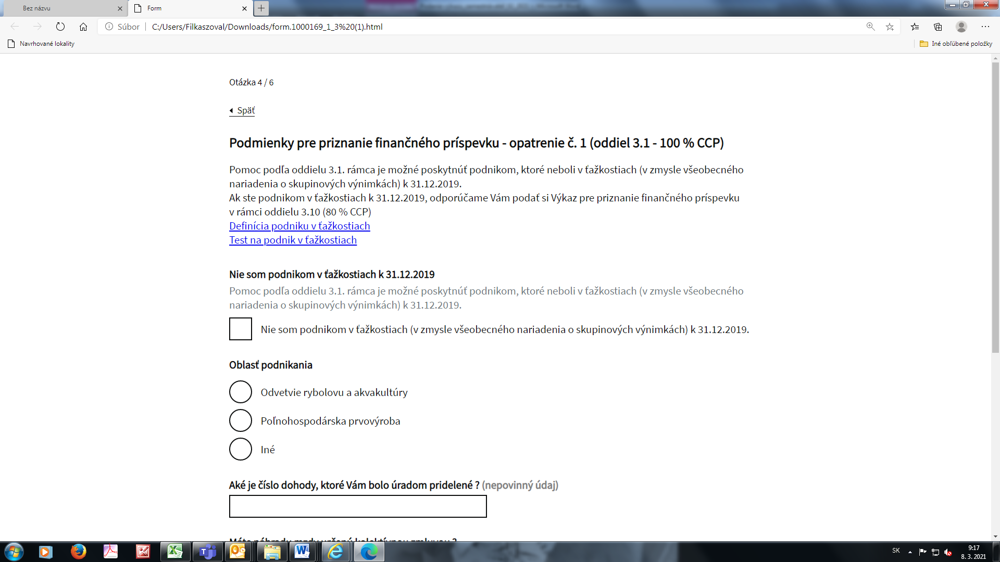 Bez názvu
Form
Súbor
C:/Users/Filkaszoval/Downloads/form.1000169_1_3%20(1).html
Navrhované lokality
Iné obľúbené položky
Otázka 4 / 6
Späť
Podmienky pre priznanie finančného príspevku - opatrenie č. 1 (oddiel 3.1 - 100 % CCP)
Pomoc podľa oddielu 3.1. rámca je možné poskytnúť podnikom, ktoré neboli v ťažkostiach (v zmysle všeobecného
nariadenia o skupinových výnimkách) k 31.12.2019.
Ak ste podnikom v ťažkostiach k 31.12.2019, odporúčame Vám podať si Výkaz pre priznanie finančného príspevku
v rámci oddielu 3.10 (80 % CCP)
Definícia podniku v ťažkostiach
Test na podnik v ťažkostiach
Nie som podnikom v ťažkostiach k 31.12.2019
Pomoc podľa oddielu 3.1. rámca je možné poskytnúť podnikom, ktoré neboli v ťažkostiach (v zmysle všeobecného
nariadenia o skupinových výnimkách) k 31.12.2019.
Nie som podnikom v ťažkostiach (v zmysle všeobecného nariadenia o skupinových výnimkách) k 31.12.2019.
Oblasť podnikania
Odvetvie rybolovu a akvakultúry
Poľnohospodárska prvovýroba
Iné
Aké je číslo dohody, ktoré Vám bolo úradom pridelené ? (nepovinný údaj)
Máte náhradu mzdy určenú kolektívnou zmluvou ?
SK
9:17
8. 3. 2021